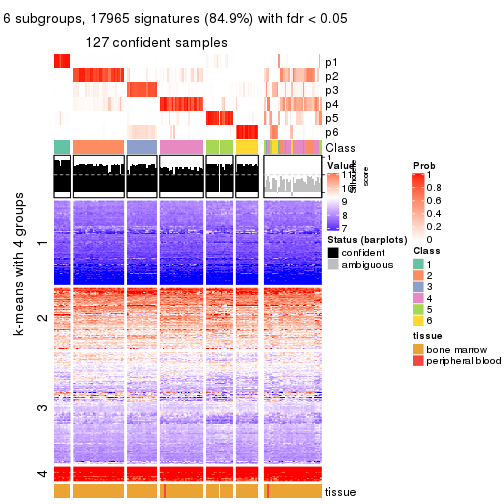 6 subgroups, 17965 signatures (84.9%) with fdr < 0.05
127 confident samples
p1
p2
p3
p4
p5
p6
Class
1
Silhouette
score
k-means with 4 groups
1
2
3
4
tissue
Value
11
10
9
8
7
Status (barplots)
confident
ambiguous
Prob
1
0.8
0.6
0.4
0.2
0
Class
1
2
3
4
5
6
tissue
bone marrow
peripheral blood